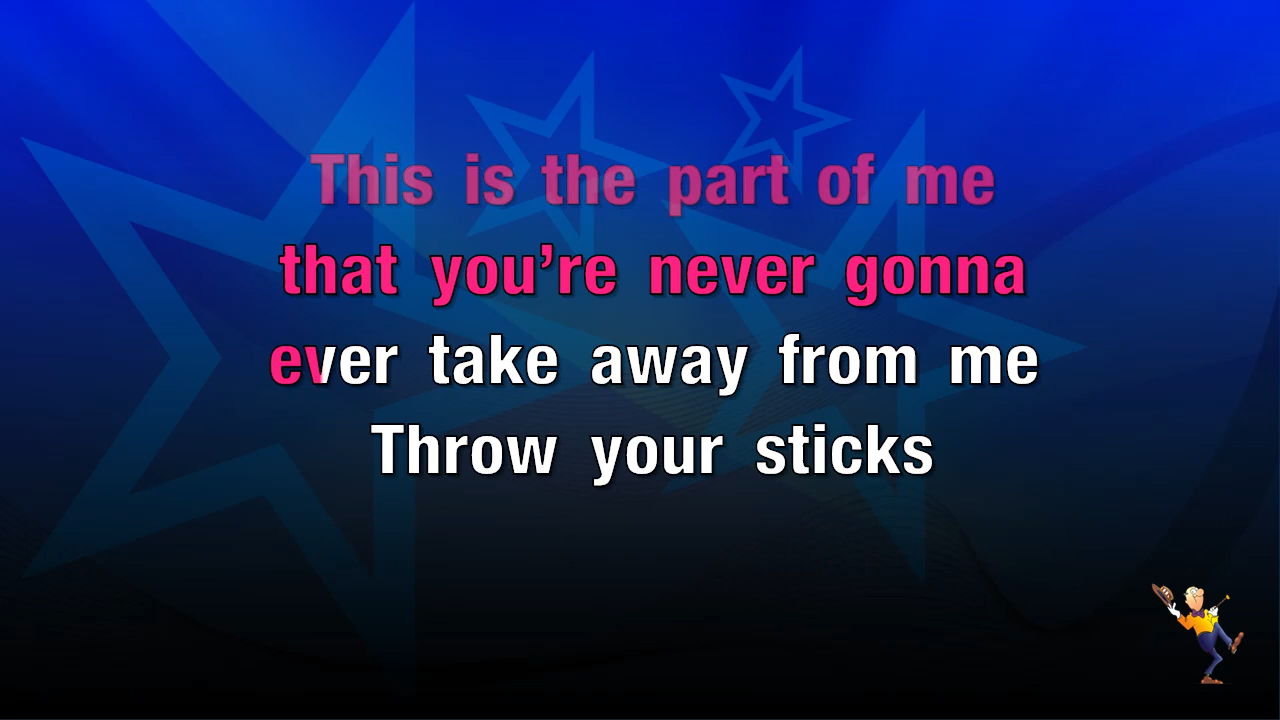 This is the part of me
that you’re never gonna
ever take away from me
Throw your sticks